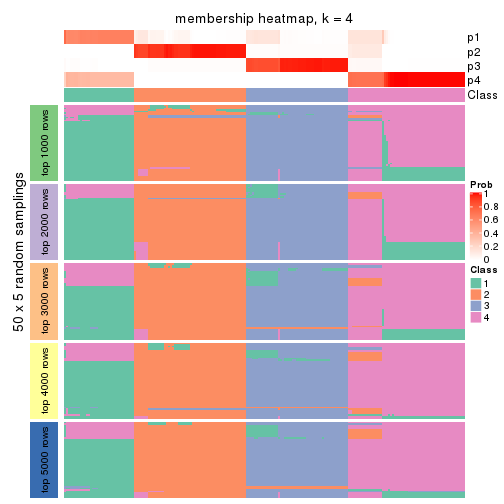 membership heatmap, k = 4
p1
p2
p3
p4
Class
50 x 5 random samplings
top 1000 rows
top 2000 rows
top 3000 rows
top 4000 rows
top 5000 rows
Prob
1
0.8
0.6
0.4
0.2
0
Class
1
2
3
4